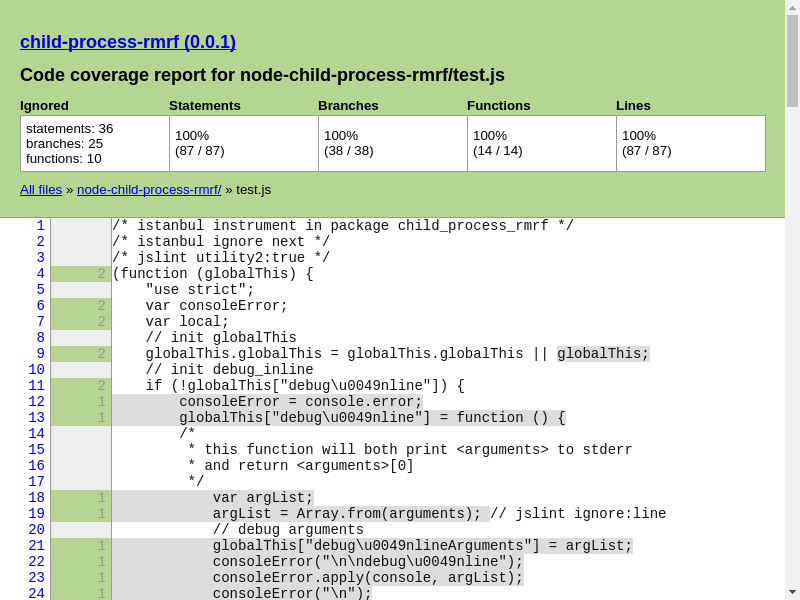 child-process-rmrf (0.0.1)
Code coverage report for node-child-process-rmrf/test.js
Ignored Statements Branches Functions Lines
statements: 36
branches: 25
functions: 10
100% 100% 100% 100%
(87 / 87) (38 / 38) (14 / 14) (87 / 87)
All files » node-child-process-rmrf/ » test.js
1 /* istanbul instrument in package child_process_rmrf */
2 /* istanbul ignore next */
3 /* jslint utility2:true */
4 2 (function (globalThis) {
5 "use strict";
6 2 var consoleError;
7 2 var local;
8 // init globalThis
9 2 globalThis.globalThis = globalThis.globalThis || globalThis;
10 // init debug_inline
11 2 if (!globalThis["debug\u0049nline"]) {
12 1 consoleError = console.error;
13 1 globalThis["debug\u0049nline"] = function () {
14 /*
15 * this function will both print <arguments> to stderr
16 * and return <arguments>[0]
17 */
18 1 var argList;
19 1 argList = Array.from(arguments); // jslint ignore:line
20 // debug arguments
21 1 globalThis["debug\u0049nlineArguments"] = argList;
22 1 consoleError("\n\ndebug\u0049nline");
23 1 consoleError.apply(console, argList);
24 1 consoleError("\n");